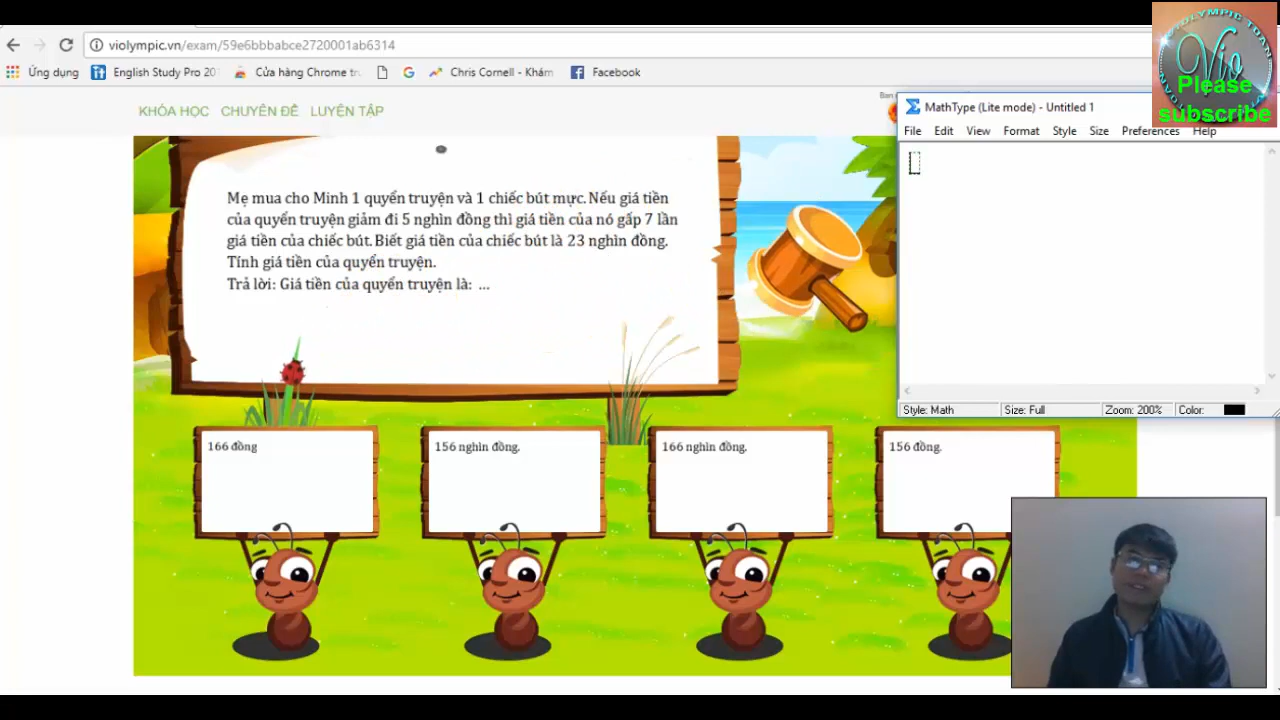 violympic.vn/exam/59e6bbbabce2720001ab6314
Ứng dụng English Study Pro 201 Cửa hàng Chrome trự Chris Cornell - Khám Facebook
KHÓA HỌC CHUYÊN ĐỀ LUYỆN TẬP
Mẹ mua cho Minh 1 quyển truyện và 1 chiếc bút mực. Nếu giá tiền
của quyển truyện giảm đi 5 nghìn đồng thì giá tiền của nó gấp 7 lần
giá tiền của chiếc bút. Biết giá tiền của chiếc bút là 23 nghìn đồng.
Tính giá tiền của quyển truyện.
Trả lời: Giá tiền của quyển truyện là: ...
166 đồng
156 nghìn đồng.
166 nghìn đồng.
156 đồng.
MathType (Lite mode) - Untitled 1
File Edit View Format Style Size Preferences Help
Style: Math Size: Full Zoom: 200% Color:
VIOLYMPIC TOAN
Vio
Please
subscribe